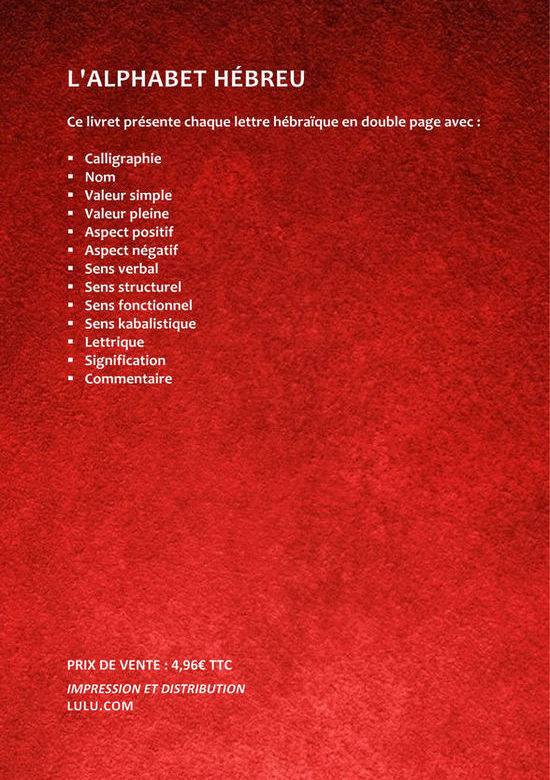 L'ALPHABET HÉBREU
Ce livret présente chaque lettre hébraïque en double page avec :
▪ Calligraphie
▪ Nom
▪ Valeur simple
▪ Valeur pleine
▪ Aspect positif
▪ Aspect négatif
▪ Sens verbal
▪ Sens structurel
▪ Sens fonctionnel
▪ Sens kabalistique
▪ Lettrique
▪ Signification
▪ Commentaire
PRIX DE VENTE : 4,96€ TTC
IMPRESSION ET DISTRIBUTION
LULU.COM